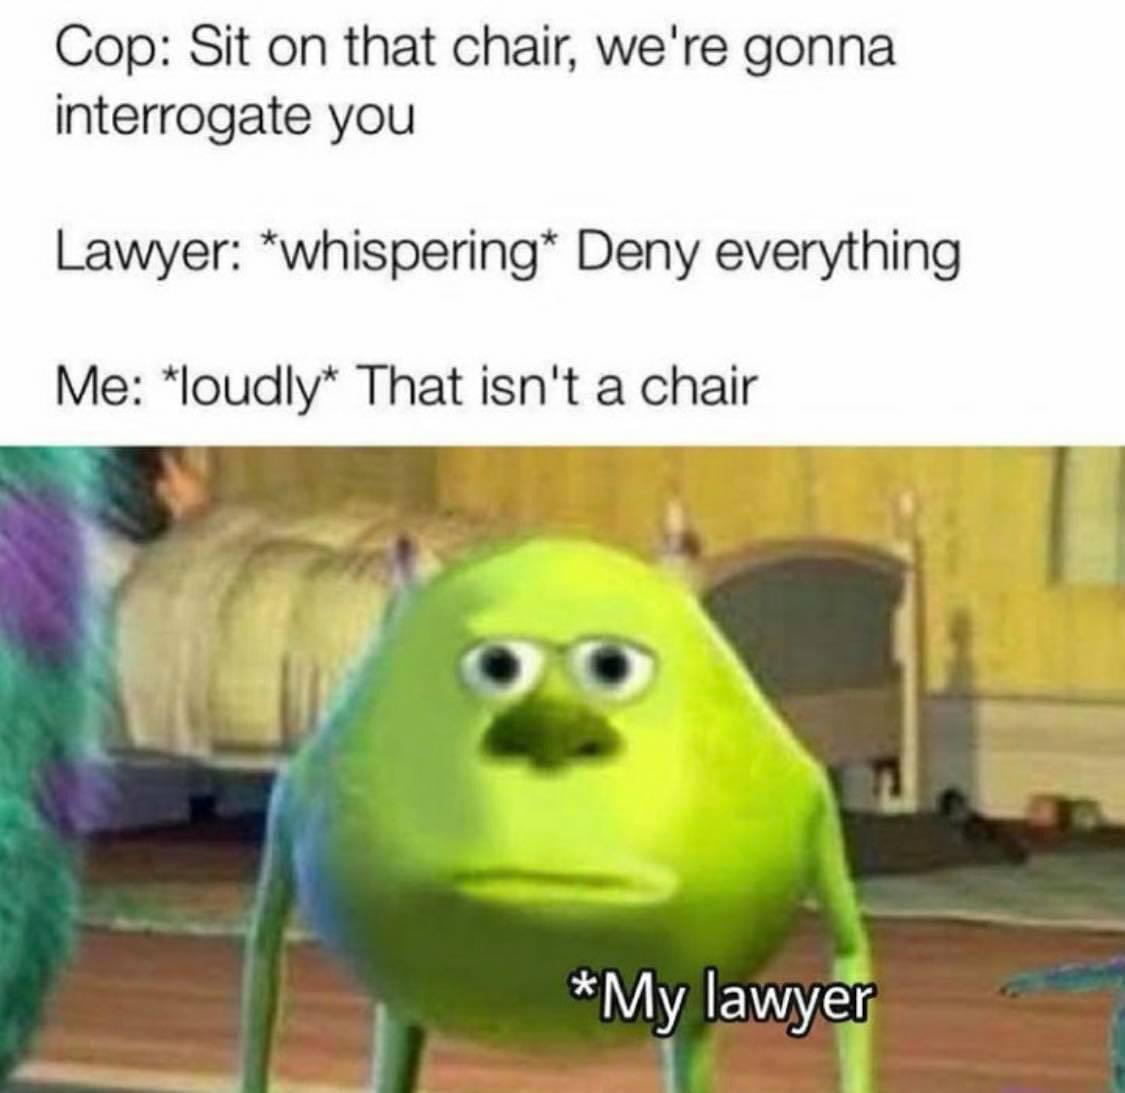 Cop: Sit on that chair, we're gonna
interrogate you
Lawyer: *whispering* Deny everything
Me: *loudly* That isn't a chair
*My lawyer